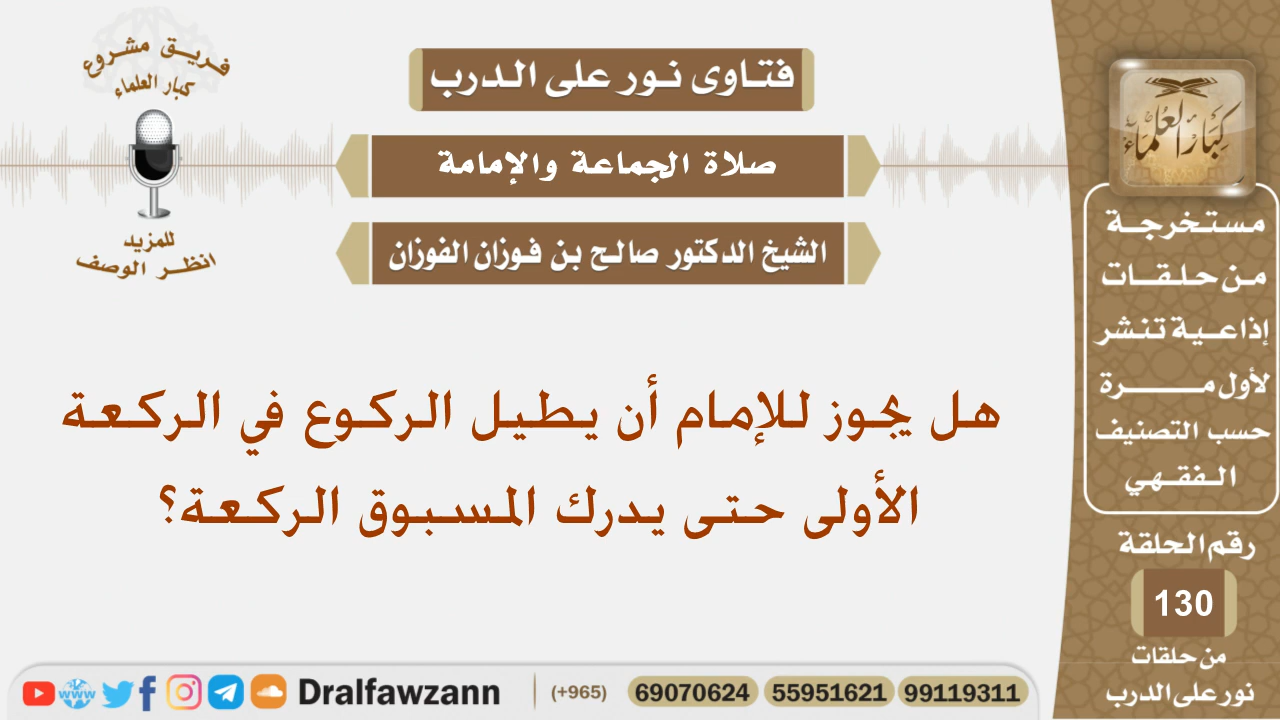 فريق مشروع
كبار العلماء
للمزيد
انظر الوصف
فتاوى نور على الدرب
صلاة الجماعة والإمامة
الشيخ الدكتور صالح بن فوزان الفوزان
هل يجوز للإمام أن يطيل الركوع في الركعة
الأولى حتى يدرك المسبوق الركعة؟
كبار العلماء
مستخرجة
من حلقات
إذاعية تنشر
لأول مرة
حسب التصنيف
الفقهي
رقم الحلقة
130
من حلقات
نور على الدرب
www Dralfawzann (+965) 69070624 55951621 99119311